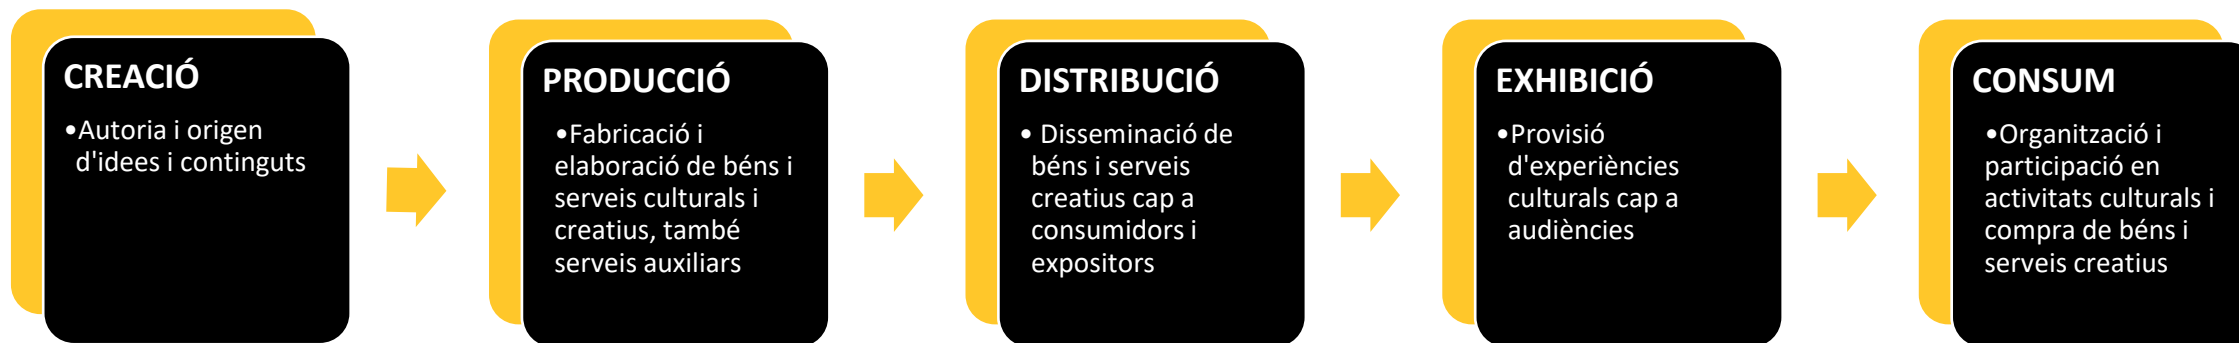 CREACIÓ
•Autoria i origen
d'idees i continguts
PRODUCCIÓ
•Fabricació i
elaboració de béns i
serveis culturals i
creatius, també
serveis auxiliars
DISTRIBUCIÓ
• Disseminació de
béns i serveis
creatius cap a
consumidors i
expositors
EXHIBICIÓ
•Provisió
d'experiències
culturals cap a
audiències
CONSUM
•Organització i
participació en
activitats culturals i
compra de béns i
serveis creatius